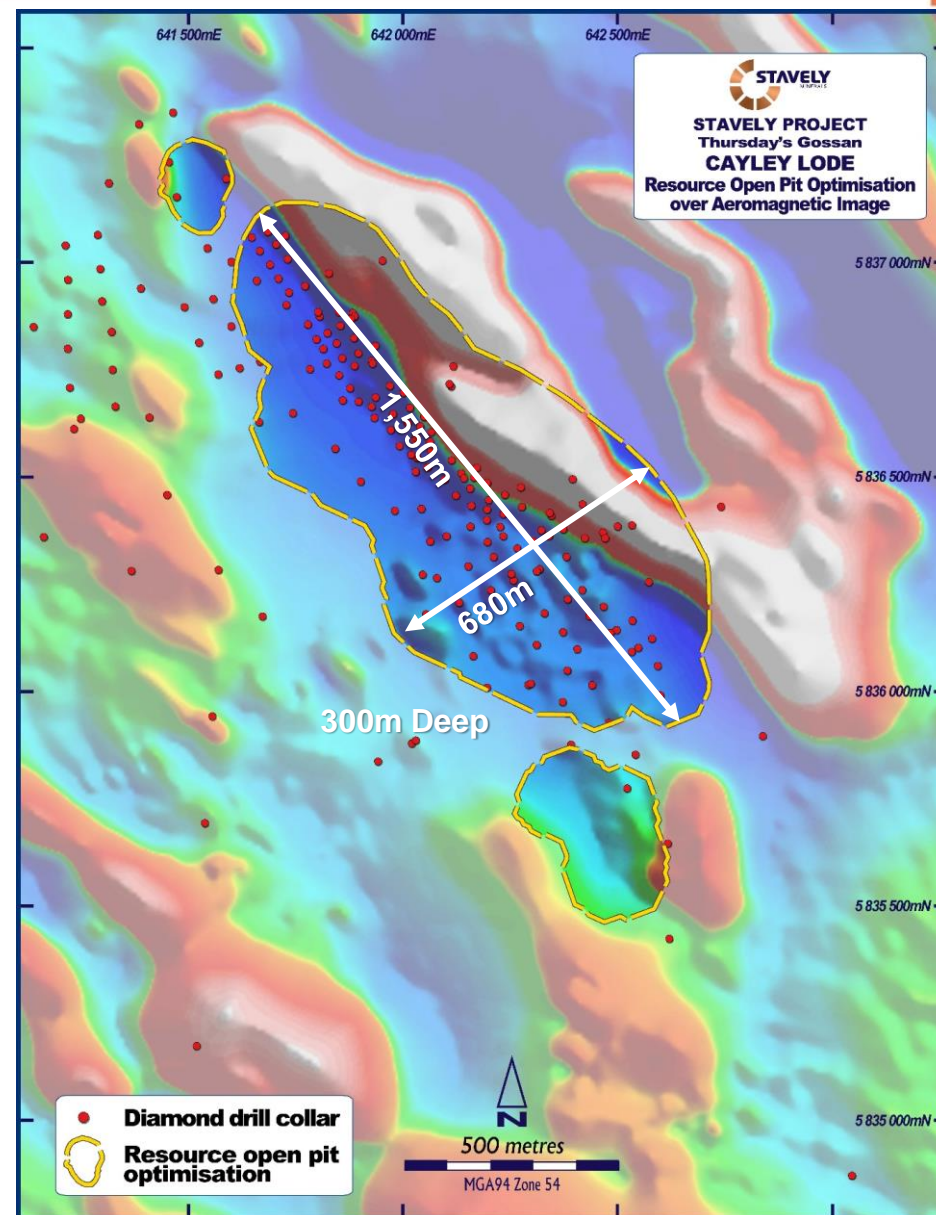 641 500mE
642 000mE
642 500mE
STAVELY
MINERALS
STAVELY PROJECT
Thursday's Gossan
CAYLEY LODE
Resource Open Pit Optimisation
over Aeromagnetic Image
5 837 000mN
1,550m
5 836 500mN
680m
5 836 000mN
300m Deep
5 835 500mN
5 835 000mN
Diamond drill collar
Resource open pit
optimisation
N
500 metres
MGA94 Zone 54